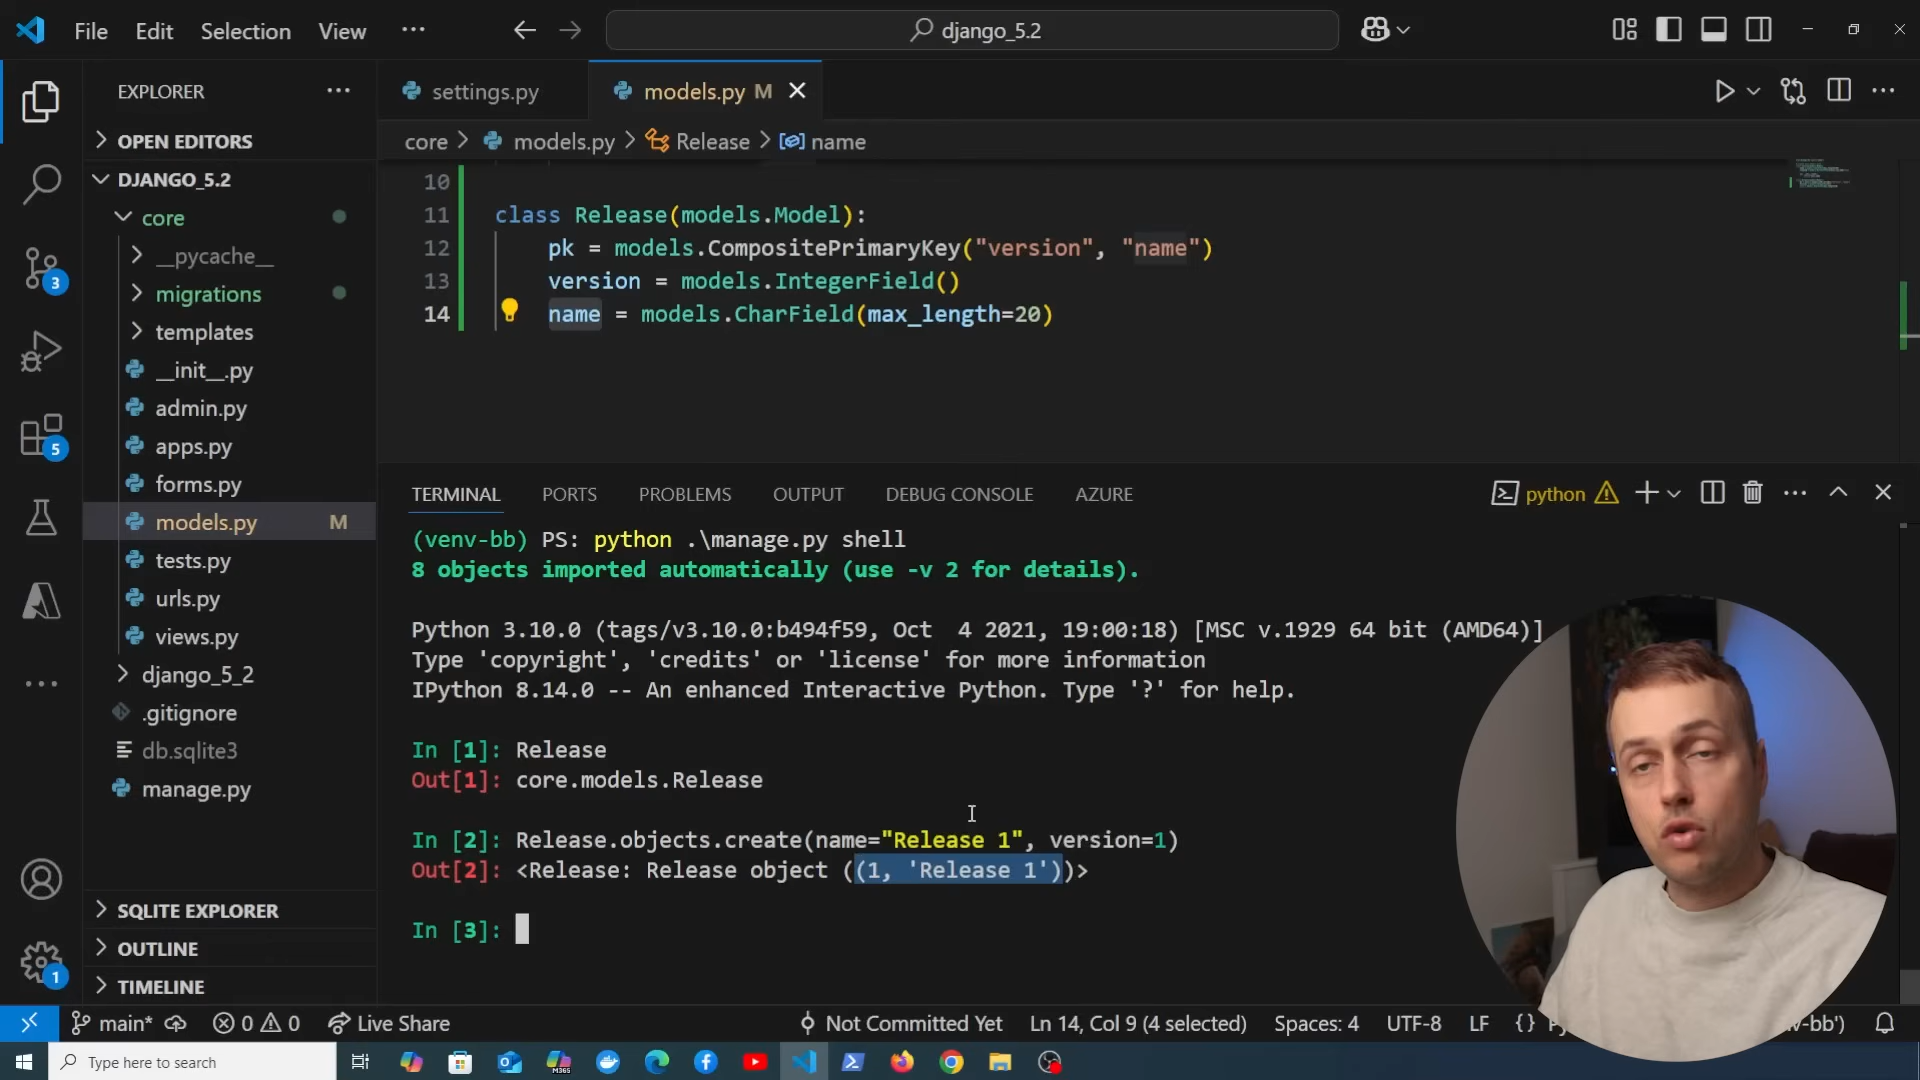 File Edit Selection View ···
django_5.2
EXPLORER ···
OPEN EDITORS
DJANGO_5.2
core
__pycache__
migrations
templates
__init__.py
admin.py
apps.py
forms.py
models.py M
tests.py
urls.py
views.py
django_5_2
.gitignore
db.sqlite3
manage.py
SQLITE EXPLORER
OUTLINE
TIMELINE
3
5
1
settings.py
models.py M
core > models.py > Release > name
10
11 class Release(models.Model):
12 pk = models.CompositePrimaryKey("version", "name")
13 version = models.IntegerField()
14 name = models.CharField(max_length=20)
TERMINAL PORTS PROBLEMS OUTPUT DEBUG CONSOLE AZURE
python
(venv-bb) PS: python .\manage.py shell
8 objects imported automatically (use -v 2 for details).
Python 3.10.0 (tags/v3.10.0:b494f59, Oct 4 2021, 19:00:18) [MSC v.1929 64 bit (AMD64)]
Type 'copyright', 'credits' or 'license' for more information
IPython 8.14.0 -- An enhanced Interactive Python. Type '?' for help.
In [1]: Release
Out[1]: core.models.Release
In [2]: Release.objects.create(name="Release 1", version=1)
Out[2]: <Release: Release object ((1, 'Release 1'))>
In [3]:
main* 0 0 Live Share Not Committed Yet Ln 14, Col 9 (4 selected) Spaces: 4 UTF-8 LF {}
Type here to search
M365